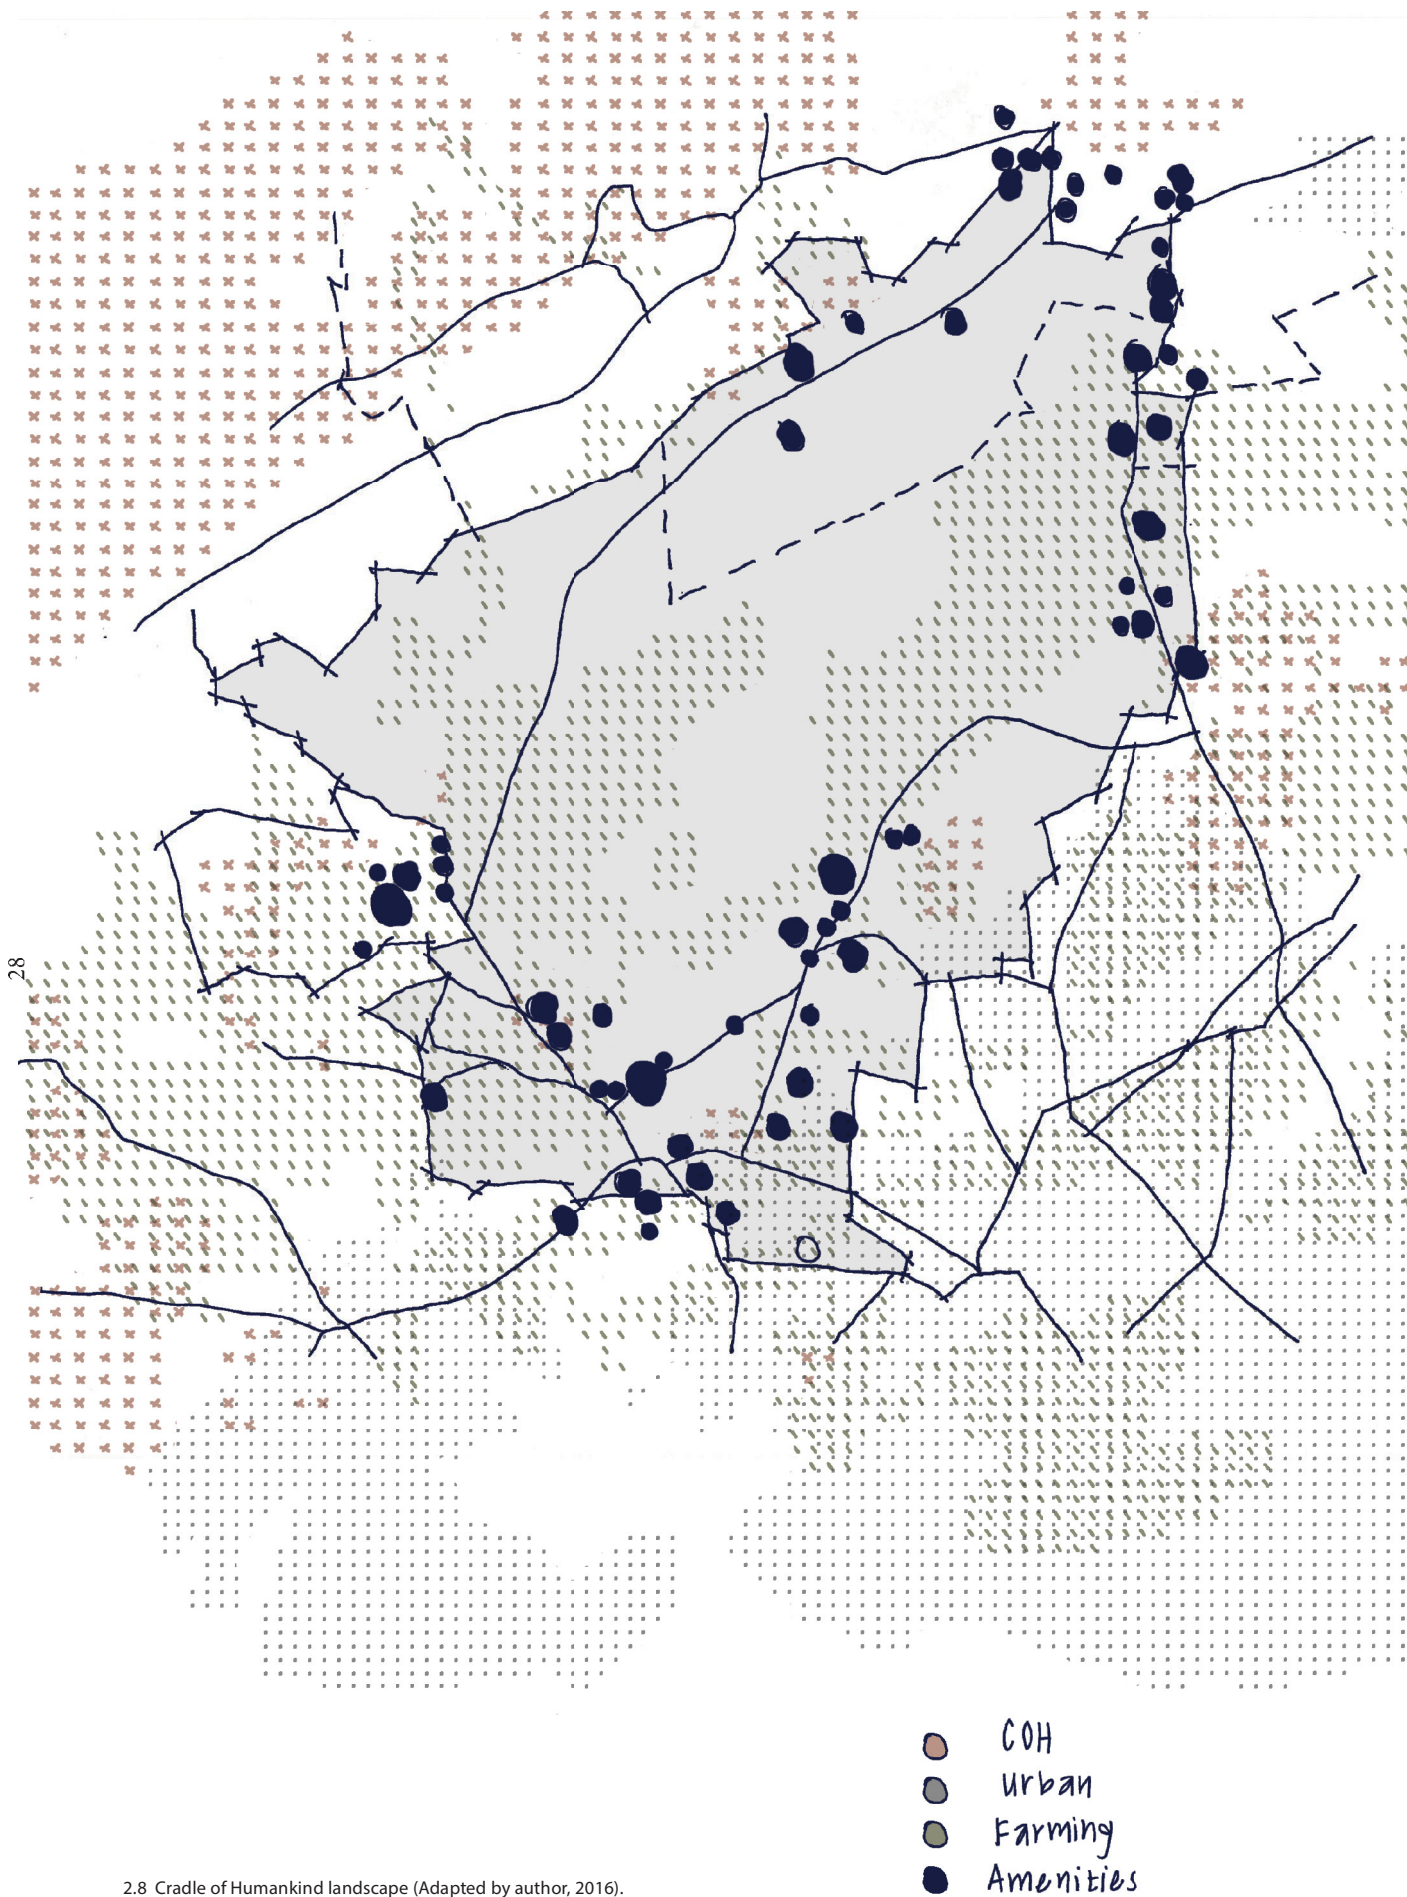 28
COH
Urban
Farming
Amenities
2.8 Cradle of Humankind landscape (Adapted by author, 2016).